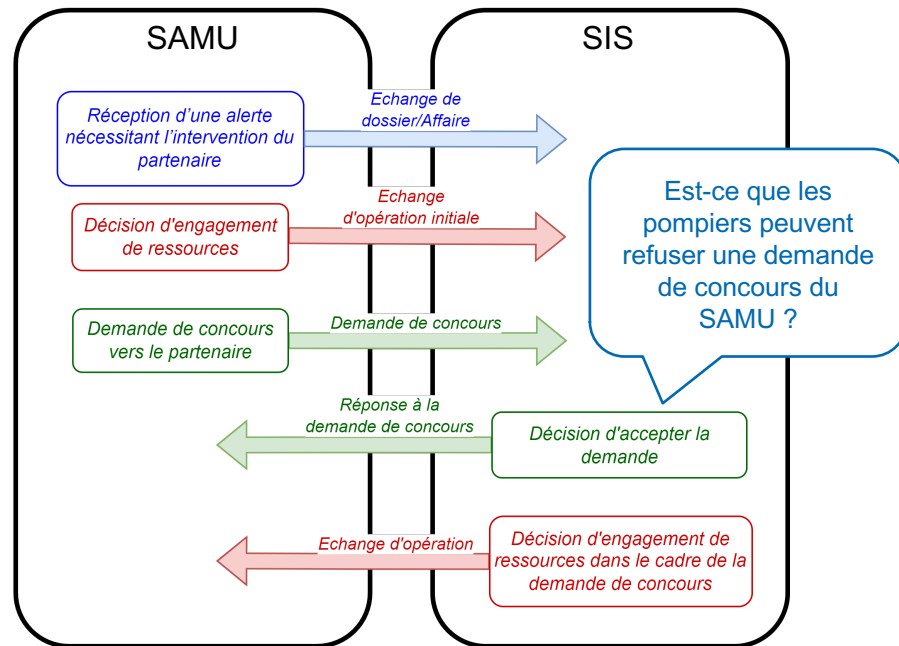 SAMU
SIS
Réception d’une alerte
nécessitant l’intervention du
partenaire
Echange de
dossier/Affaire
Est-ce que les
pompiers peuvent
refuser une demande
de concours du
SAMU ?
Décision d'engagement
de ressources
Echange
d'opération initiale
Demande de concours
vers le partenaire
Demande de concours
Réponse à la
demande de concours
Décision d'accepter la
demande
Echange d'opération
Décision d'engagement de
ressources dans le cadre de la
demande de concours